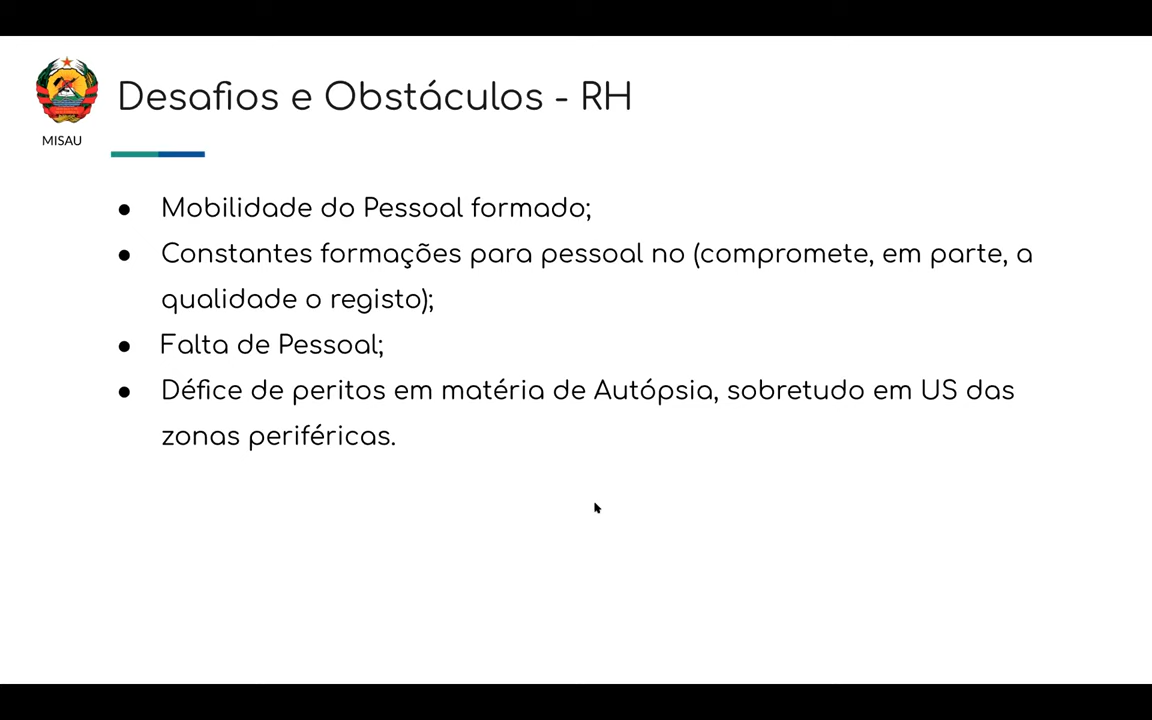 Desafios e Obstáculos - RH
MISAU
● Mobilidade do Pessoal formado;
● Constantes formações para pessoal no (compromete, em parte, a
qualidade o registo);
● Falta de Pessoal;
● Défice de peritos em matéria de Autópsia, sobretudo em US das
zonas periféricas.